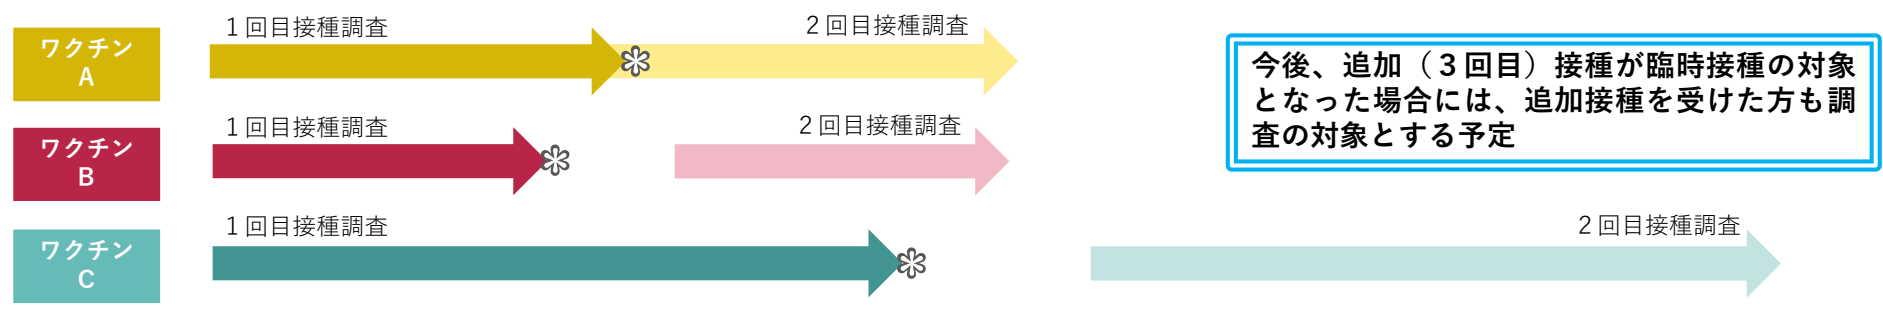 ワクチン
A
１回目接種調査
２回目接種調査
ワクチン
B
１回目接種調査
２回目接種調査
ワクチン
C
１回目接種調査
２回目接種調査
今後、追加（３回目）接種が臨時接種の対象
となった場合には、追加接種を受けた方も調
査の対象とする予定